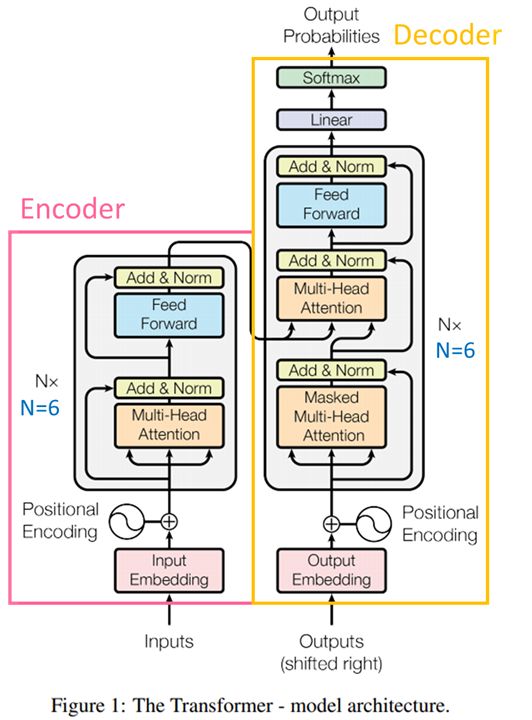 Output
Probabilities
Decoder
Softmax
Linear
Add & Norm
Feed
Forward
Add & Norm
Multi-Head
Attention
Nx
N=6
Add & Norm
Masked
Multi-Head
Attention
Positional
Encoding
Output
Embedding
Outputs
(shifted right)
Encoder
Add & Norm
Feed
Forward
Nx
N=6
Add & Norm
Multi-Head
Attention
Positional
Encoding
Input
Embedding
Inputs
Figure 1: The Transformer - model architecture.